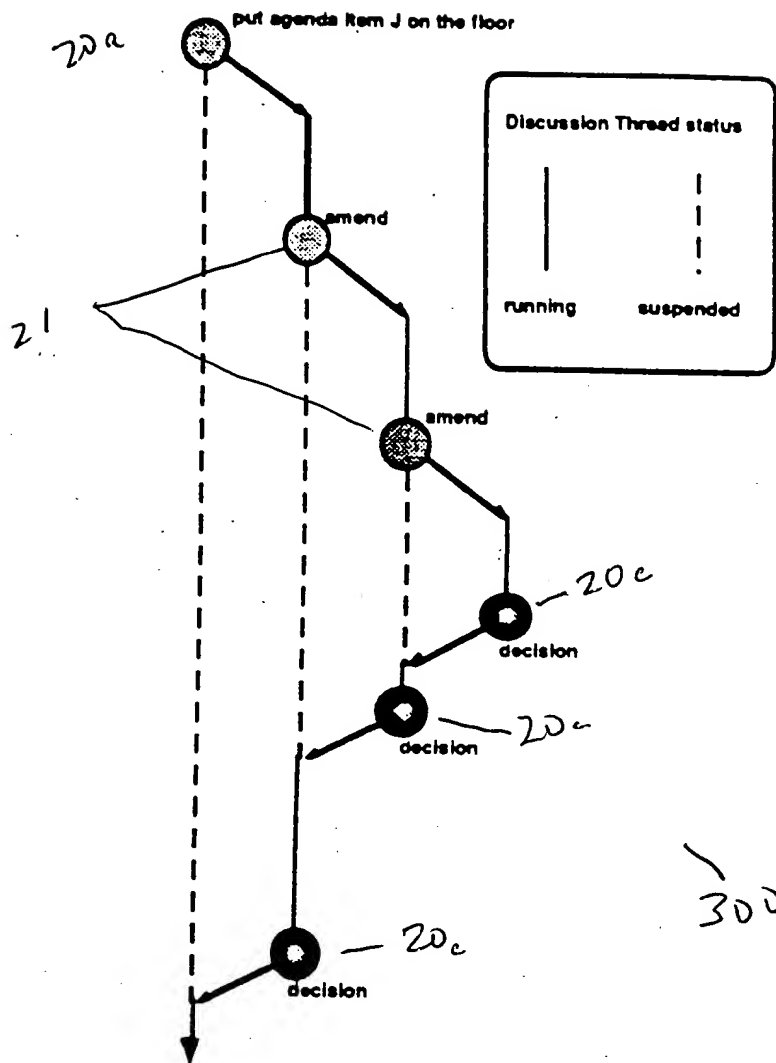 put agenda item J on the floor
20a
Discussion Thread status
running
suspended
amend
21
amend
20c
decision
20c
decision
300
20c
decision